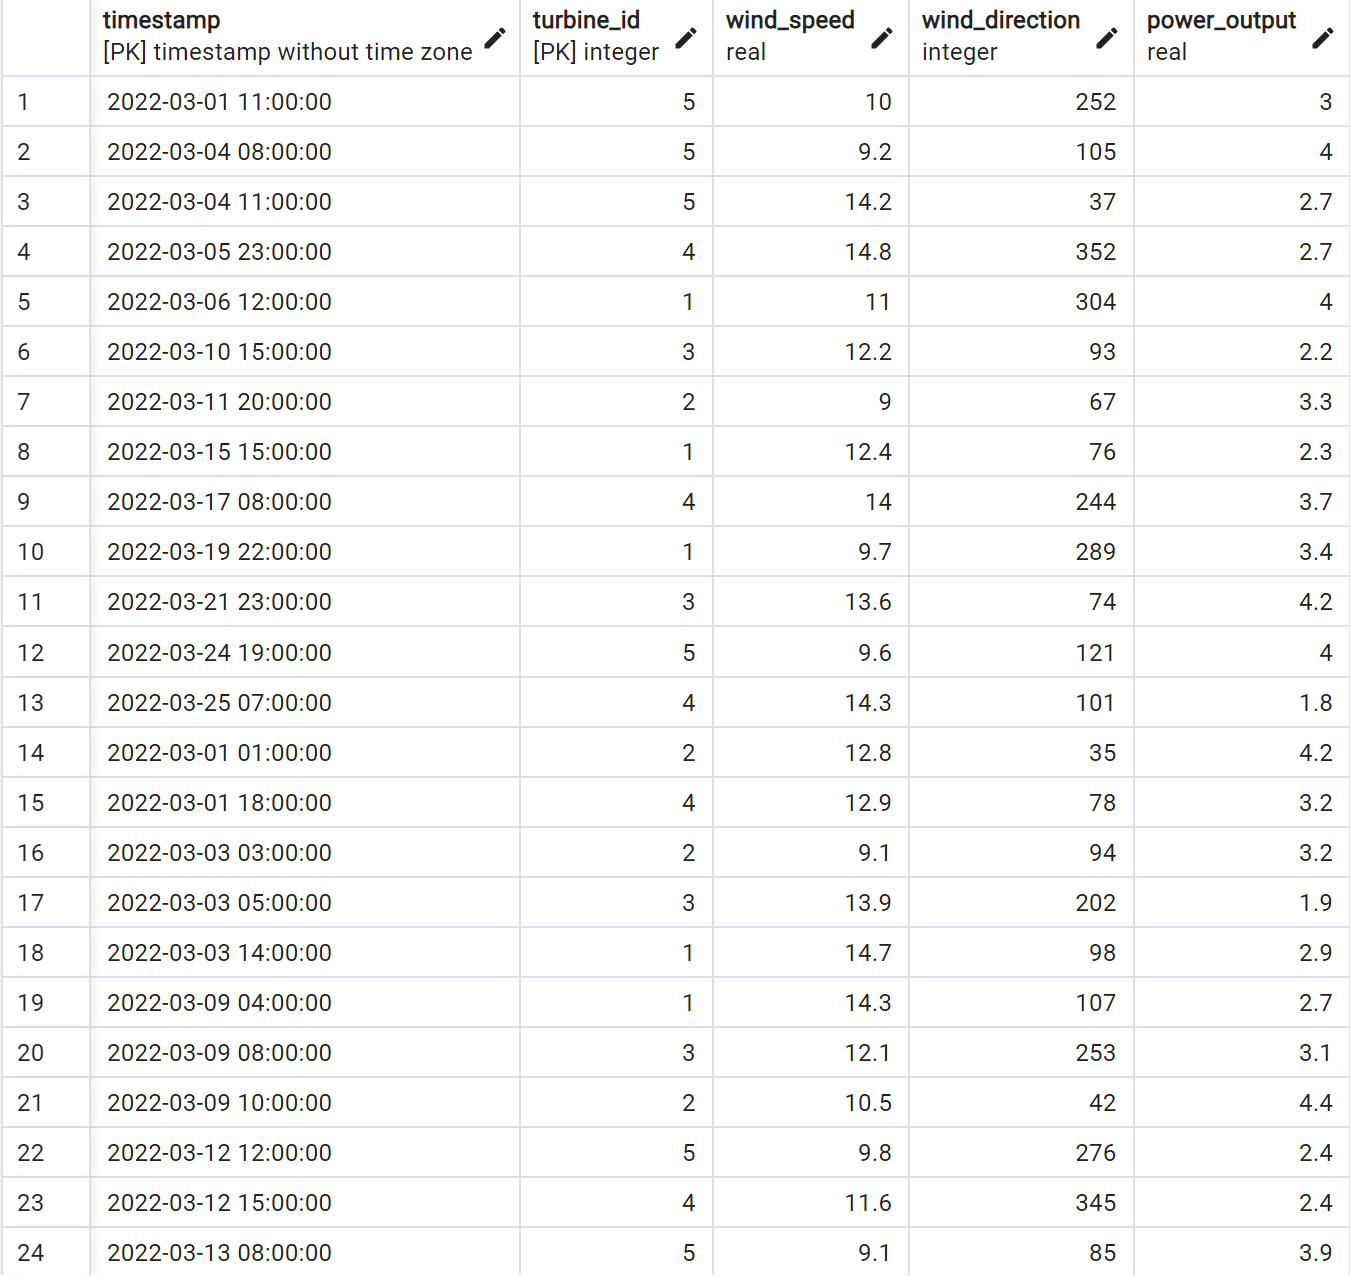 timestamp turbine_id wind_speed wind_direction power_output
[PK] timestamp without time zone [PK] integer real integer real
1 2022-03-01 11:00:00 5 10 252 3
2 2022-03-04 08:00:00 5 9.2 105 4
3 2022-03-04 11:00:00 5 14.2 37 2.7
4 2022-03-05 23:00:00 4 14.8 352 2.7
5 2022-03-06 12:00:00 1 11 304 4
6 2022-03-10 15:00:00 3 12.2 93 2.2
7 2022-03-11 20:00:00 2 9 67 3.3
8 2022-03-15 15:00:00 1 12.4 76 2.3
9 2022-03-17 08:00:00 4 14 244 3.7
10 2022-03-19 22:00:00 1 9.7 289 3.4
11 2022-03-21 23:00:00 3 13.6 74 4.2
12 2022-03-24 19:00:00 5 9.6 121 4
13 2022-03-25 07:00:00 4 14.3 101 1.8
14 2022-03-01 01:00:00 2 12.8 35 4.2
15 2022-03-01 18:00:00 4 12.9 78 3.2
16 2022-03-03 03:00:00 2 9.1 94 3.2
17 2022-03-03 05:00:00 3 13.9 202 1.9
18 2022-03-03 14:00:00 1 14.7 98 2.9
19 2022-03-09 04:00:00 1 14.3 107 2.7
20 2022-03-09 08:00:00 3 12.1 253 3.1
21 2022-03-09 10:00:00 2 10.5 42 4.4
22 2022-03-12 12:00:00 5 9.8 276 2.4
23 2022-03-12 15:00:00 4 11.6 345 2.4
24 2022-03-13 08:00:00 5 9.1 85 3.9